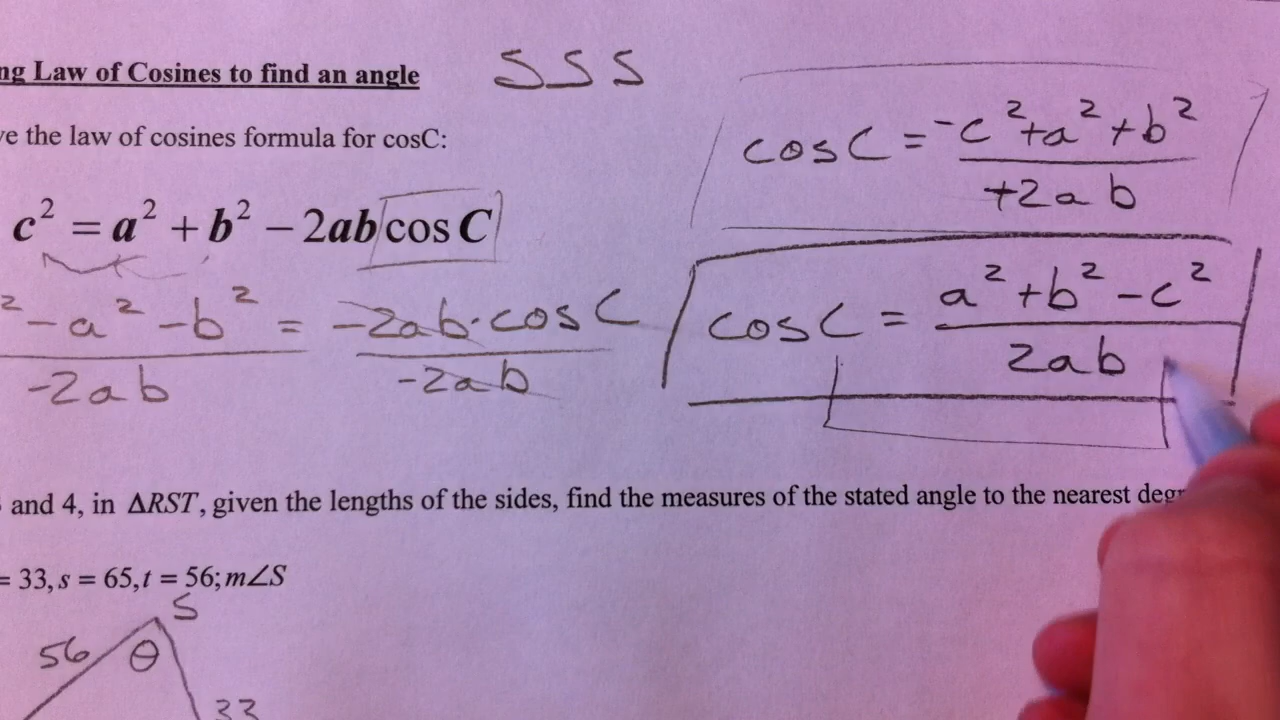 ng Law of Cosines to find an angle SSS
ve the law of cosines formula for cosC:
cos C = -c²+a²+b² / +2ab
c² = a² + b² − 2ab cos C
² -a² -b² / -2ab = -2ab·cos C / -2ab
cos C = a²+b²-c² / 2ab
and 4, in ΔRST, given the lengths of the sides, find the measures of the stated angle to the nearest deg
= 33, s = 65, t = 56; m∠S
S
56 θ
33